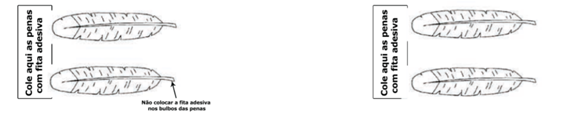 Cole aqui as penas
com fita adesiva
Não colocar a fita adesiva
nos bulbos das penas
Cole aqui as penas
com fita adesiva